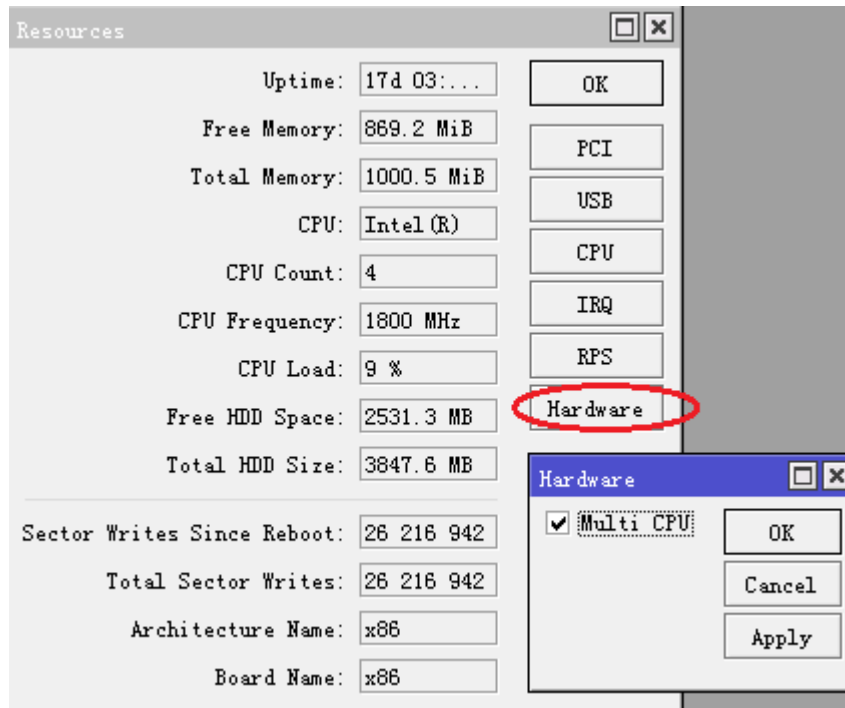 Resources
Uptime: 17d 03:...
Free Memory: 869.2 MiB
Total Memory: 1000.5 MiB
CPU: Intel(R)
CPU Count: 4
CPU Frequency: 1800 MHz
CPU Load: 9 %
Free HDD Space: 2531.3 MB
Total HDD Size: 3847.6 MB
Sector Writes Since Reboot: 26 216 942
Total Sector Writes: 26 216 942
Architecture Name: x86
Board Name: x86
OK
PCI
USB
CPU
IRQ
RPS
Hardware
Hardware
Multi CPU
OK
Cancel
Apply